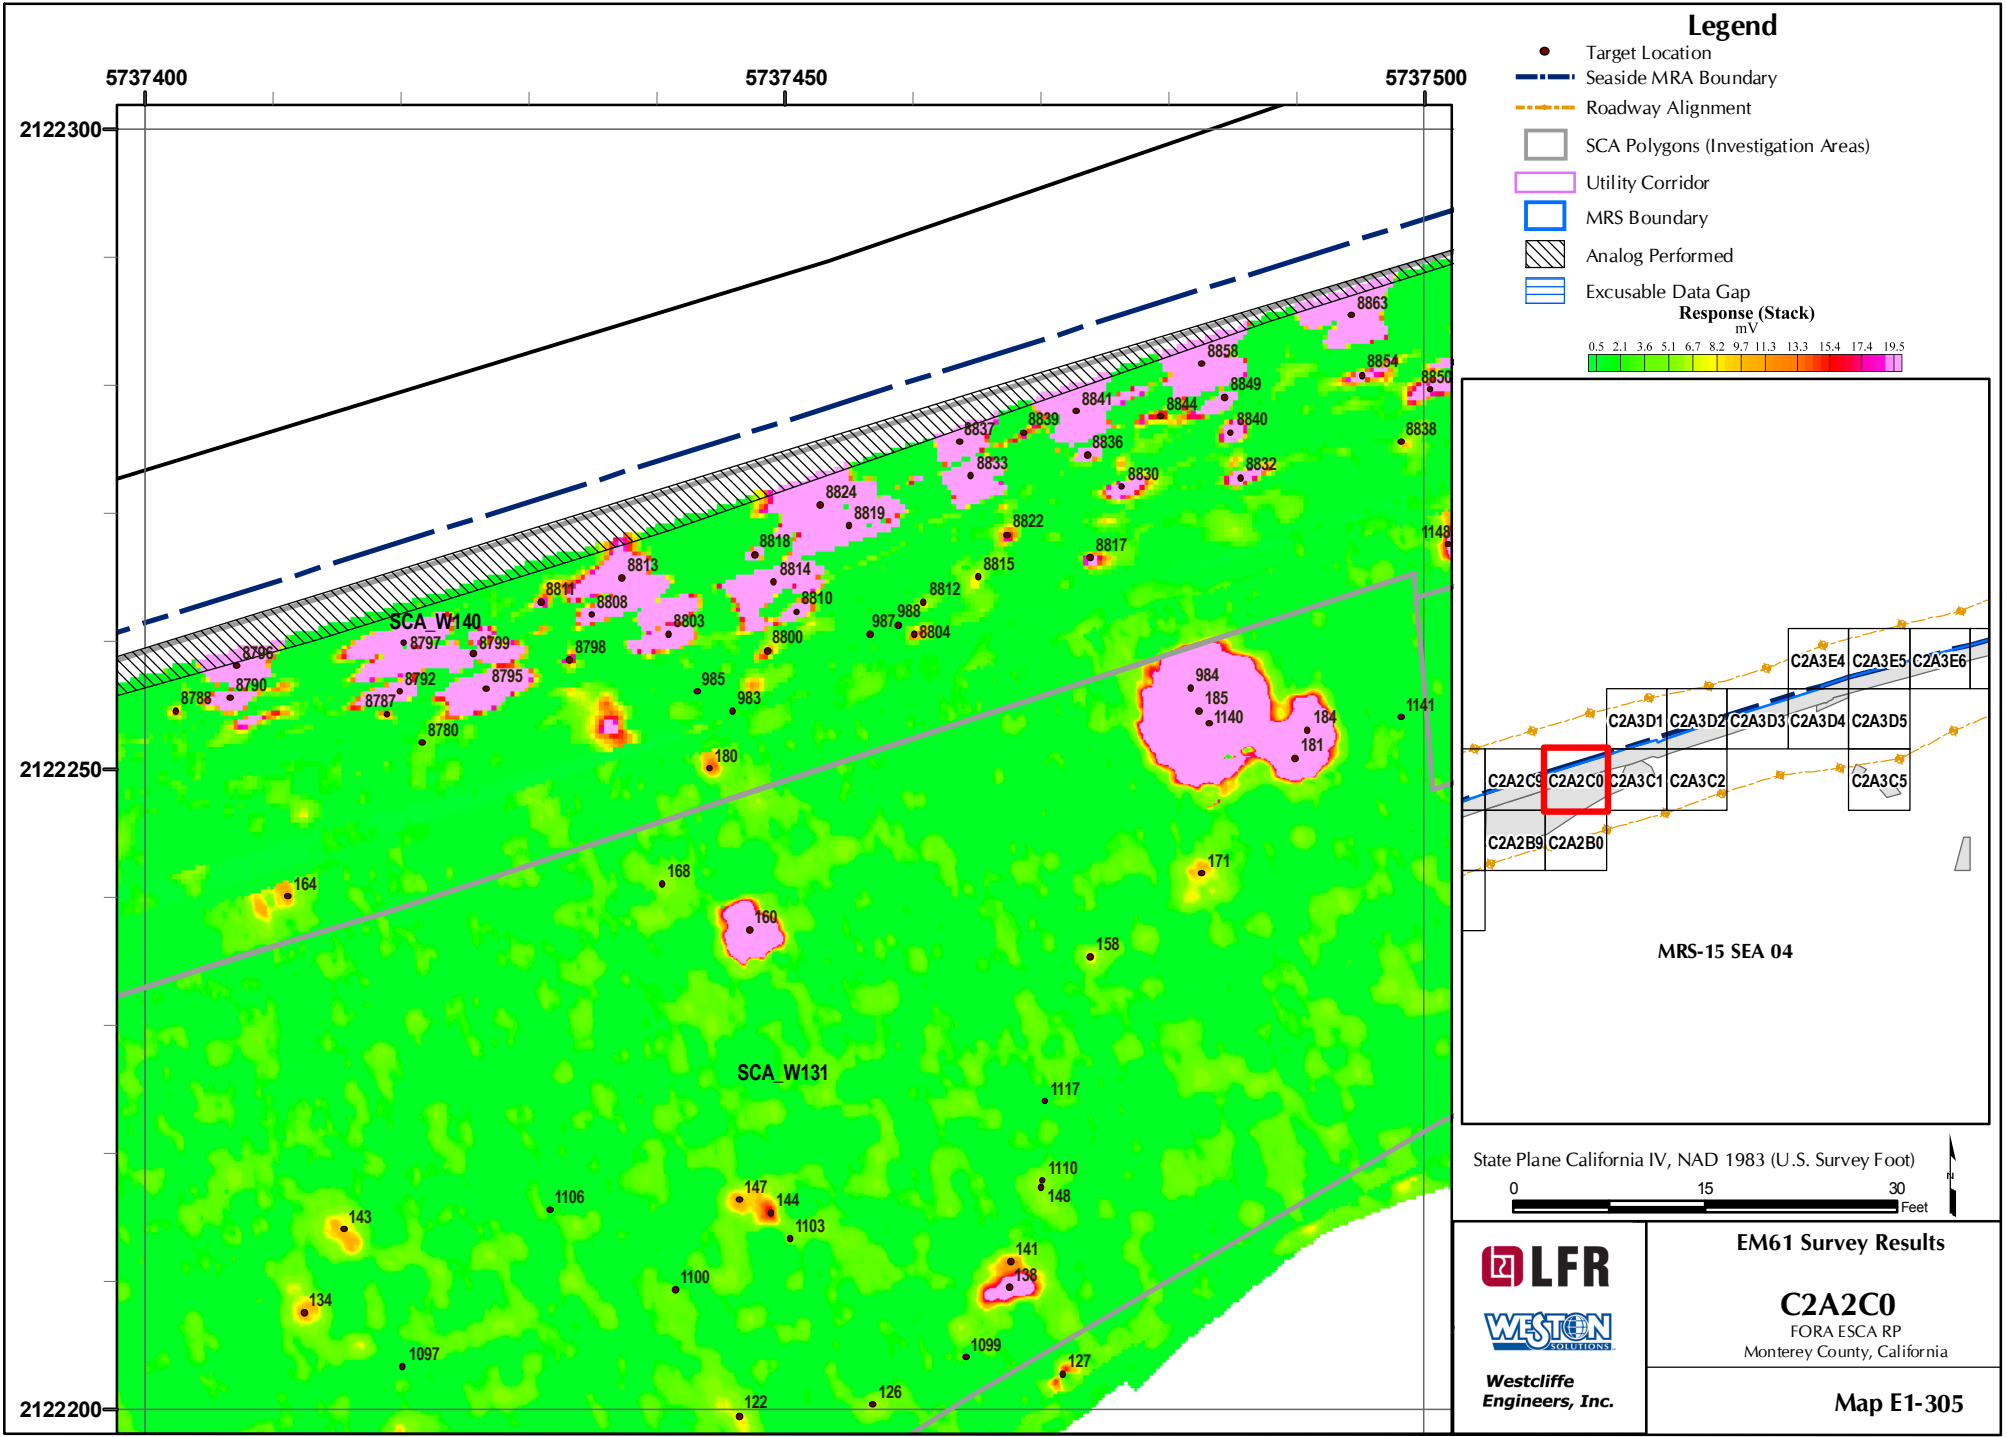 Legend
Target Location
Seaside MRA Boundary
Roadway Alignment
SCA Polygons (Investigation Areas)
Utility Corridor
MRS Boundary
Analog Performed
Excusable Data Gap
Response (Stack)
mV
0.5 2.1 3.6 5.1 6.7 8.2 9.7 11.3 13.3 15.4 17.4 19.5
5737400 5737450 5737500
2122300
2122250
2122200
8863
8858
8854
8850
8849
8841
8844
8840
8839
8838
8837
8836
8833
8832
8830
8824
8819
8822
8818
8817
1148
8815
8814
8813
8812
8811
8810
8808
988
987
8804
8803
8800
SCA_W140
8797
8799
8798
8796
8795
8792
8790
8788
8787
8780
985
983
984
185
1140
184
181
1141
180
171
168
164
160
158
SCA_W131
1117
1110
148
1106
147
144
1103
143
141
138
1100
134
1099
1097
127
126
122
C2A3E4 C2A3E5 C2A3E6
C2A3D1 C2A3D2 C2A3D3 C2A3D4 C2A3D5
C2A2C9 C2A2C0 C2A3C1 C2A3C2 C2A3C5
C2A2B9 C2A2B0
MRS-15 SEA 04
State Plane California IV, NAD 1983 (U.S. Survey Foot)
0 15 30
Feet
N
LFR
WESTON
SOLUTIONS
Westcliffe
Engineers, Inc.
EM61 Survey Results
C2A2C0
FORA ESCA RP
Monterey County, California
Map E1-305